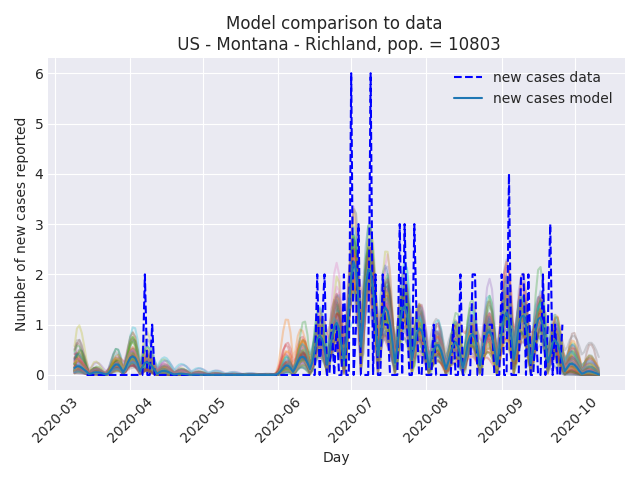 Model comparison to data
US - Montana - Richland, pop. = 10803
new cases data
new cases model
Number of new cases reported
6
5
4
3
2
1
0
2020-03
2020-04
2020-05
2020-06
2020-07
2020-08
2020-09
2020-10
Day